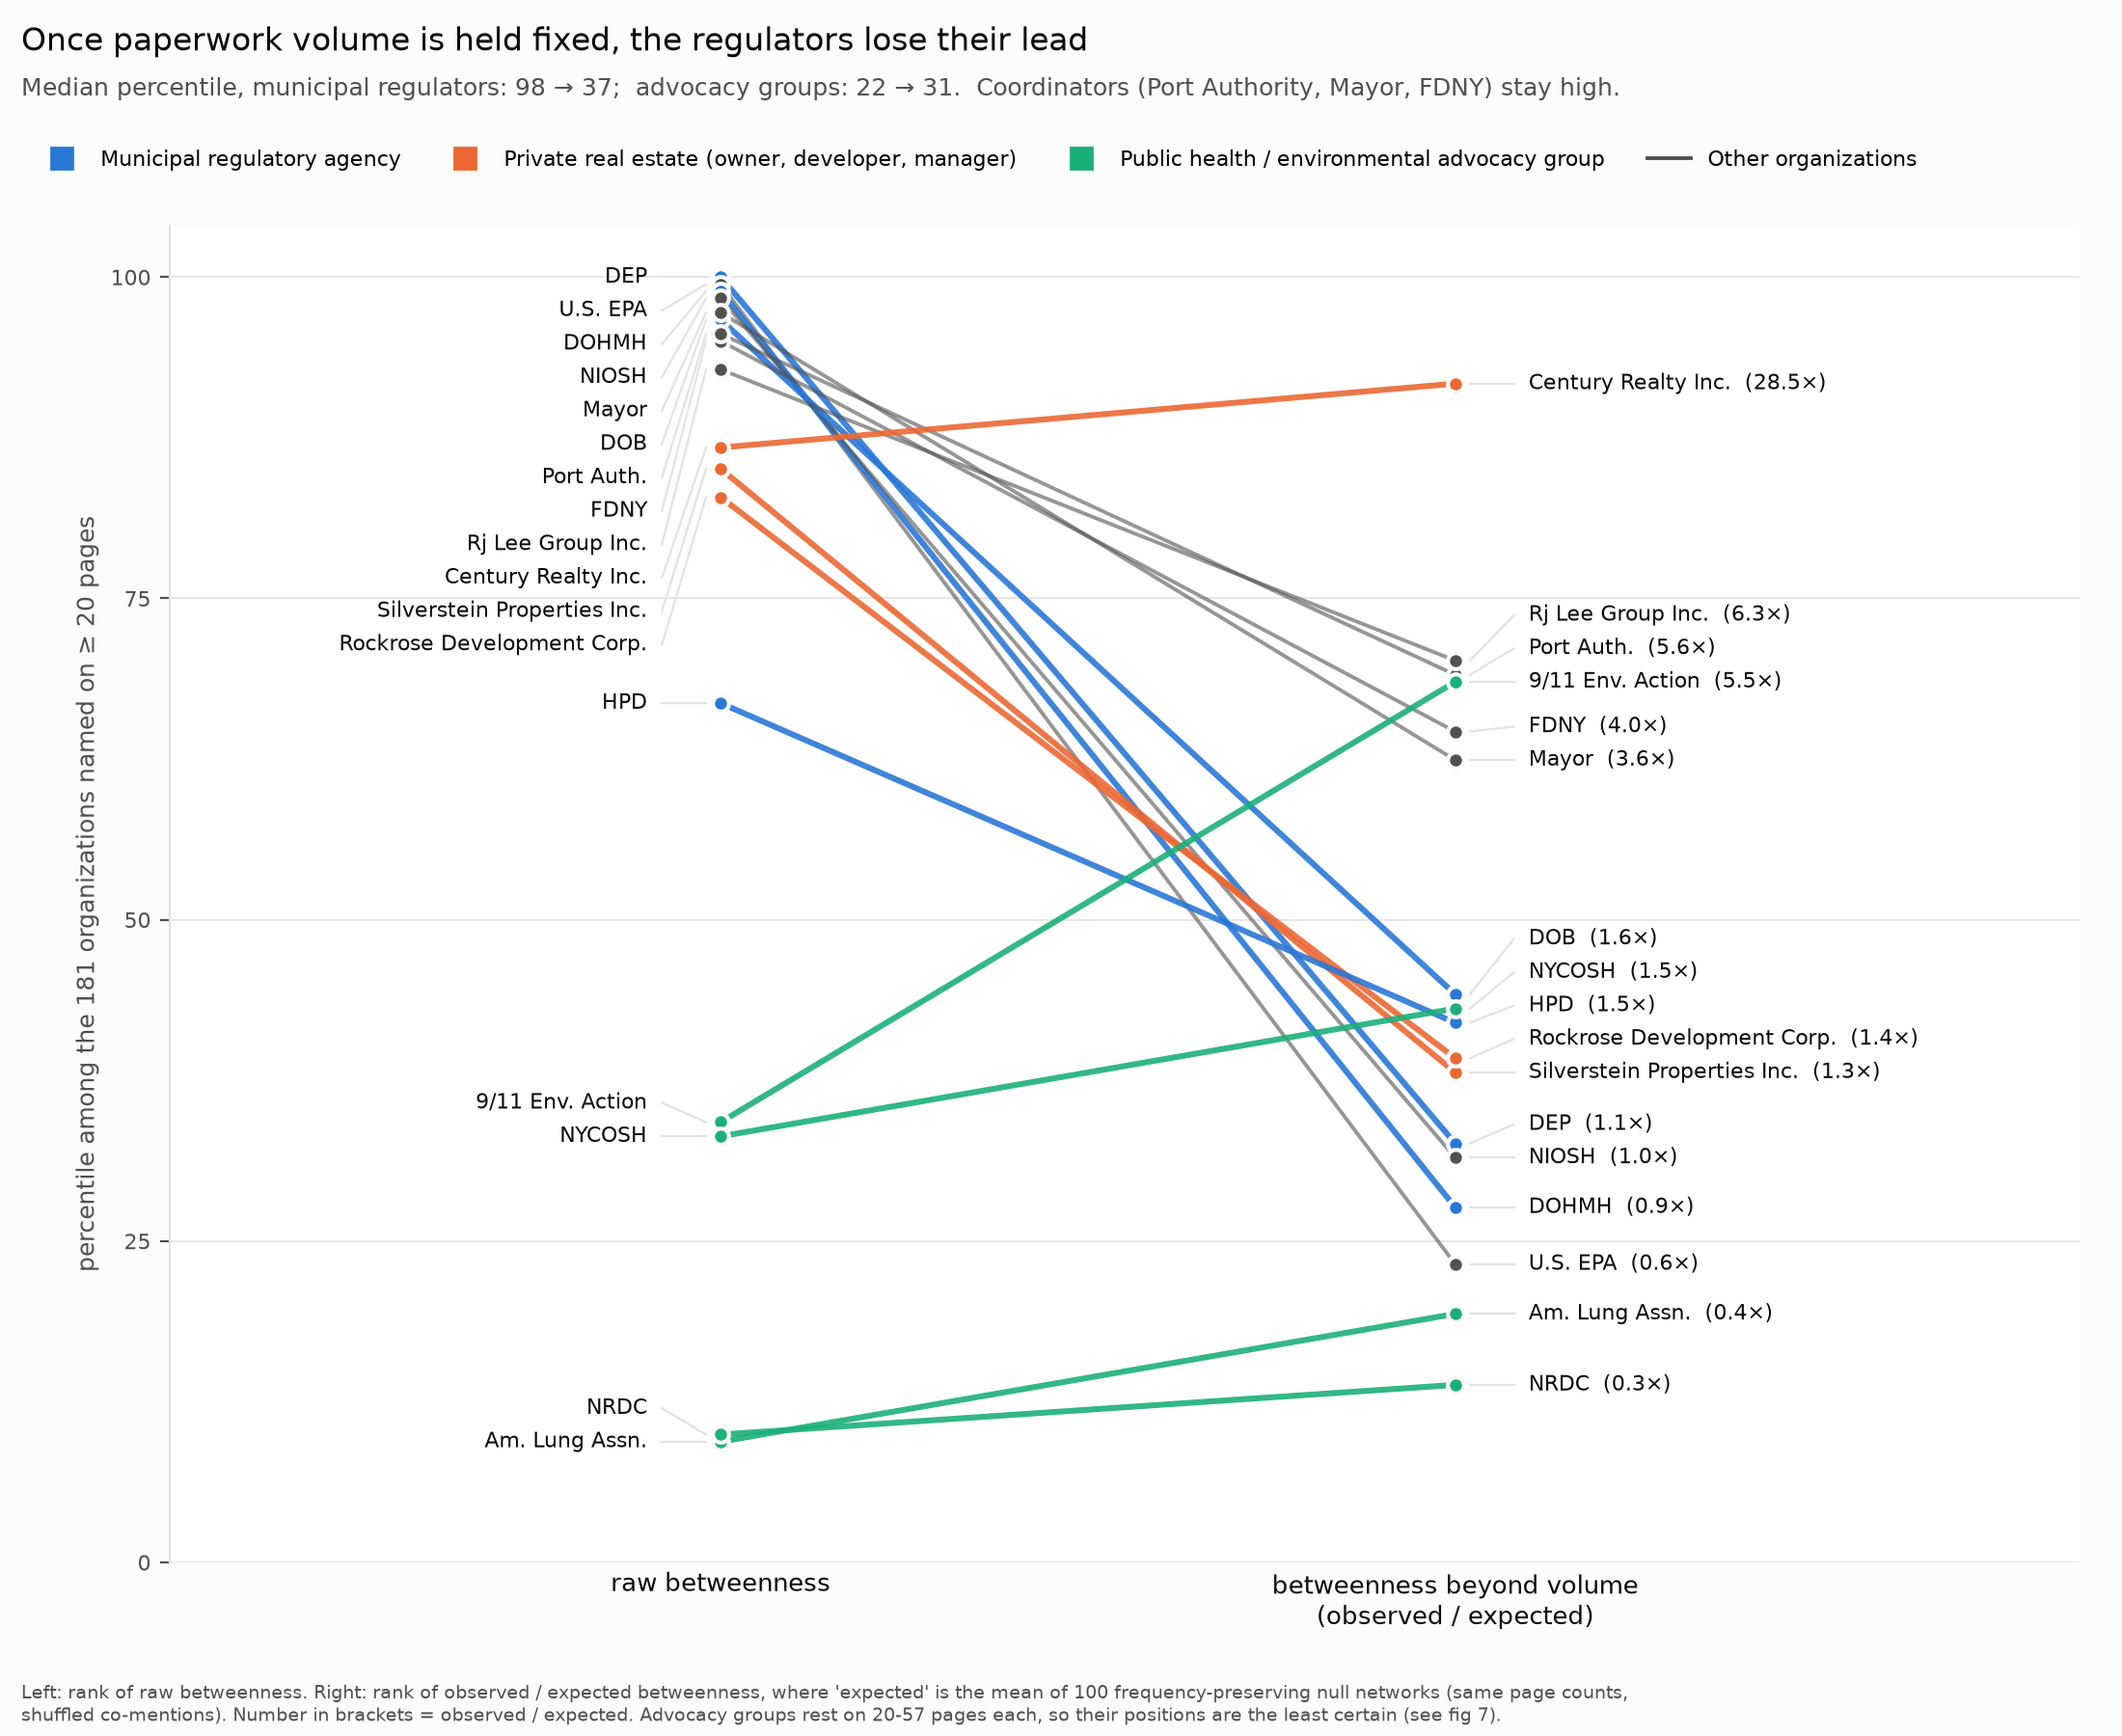 Once paperwork volume is held fixed, the regulators lose their lead
Median percentile, municipal regulators: 98 → 37;  advocacy groups: 22 → 31.  Coordinators (Port Authority, Mayor, FDNY) stay high.
Municipal regulatory agency
Private real estate (owner, developer, manager)
Public health / environmental advocacy group
Other organizations
percentile among the 181 organizations named on ≥ 20 pages
100
75
50
25
0
DEP
U.S. EPA
DOHMH
NIOSH
Mayor
DOB
Port Auth.
FDNY
Rj Lee Group Inc.
Century Realty Inc.
Silverstein Properties Inc.
Rockrose Development Corp.
HPD
9/11 Env. Action
NYCOSH
NRDC
Am. Lung Assn.
Century Realty Inc.  (28.5×)
Rj Lee Group Inc.  (6.3×)
Port Auth.  (5.6×)
9/11 Env. Action  (5.5×)
FDNY  (4.0×)
Mayor  (3.6×)
DOB  (1.6×)
NYCOSH  (1.5×)
HPD  (1.5×)
Rockrose Development Corp.  (1.4×)
Silverstein Properties Inc.  (1.3×)
DEP  (1.1×)
NIOSH  (1.0×)
DOHMH  (0.9×)
U.S. EPA  (0.6×)
Am. Lung Assn.  (0.4×)
NRDC  (0.3×)
raw betweenness
betweenness beyond volume
(observed / expected)
Left: rank of raw betweenness. Right: rank of observed / expected betweenness, where 'expected' is the mean of 100 frequency-preserving null networks (same page counts,
shuffled co-mentions). Number in brackets = observed / expected. Advocacy groups rest on 20-57 pages each, so their positions are the least certain (see fig 7).